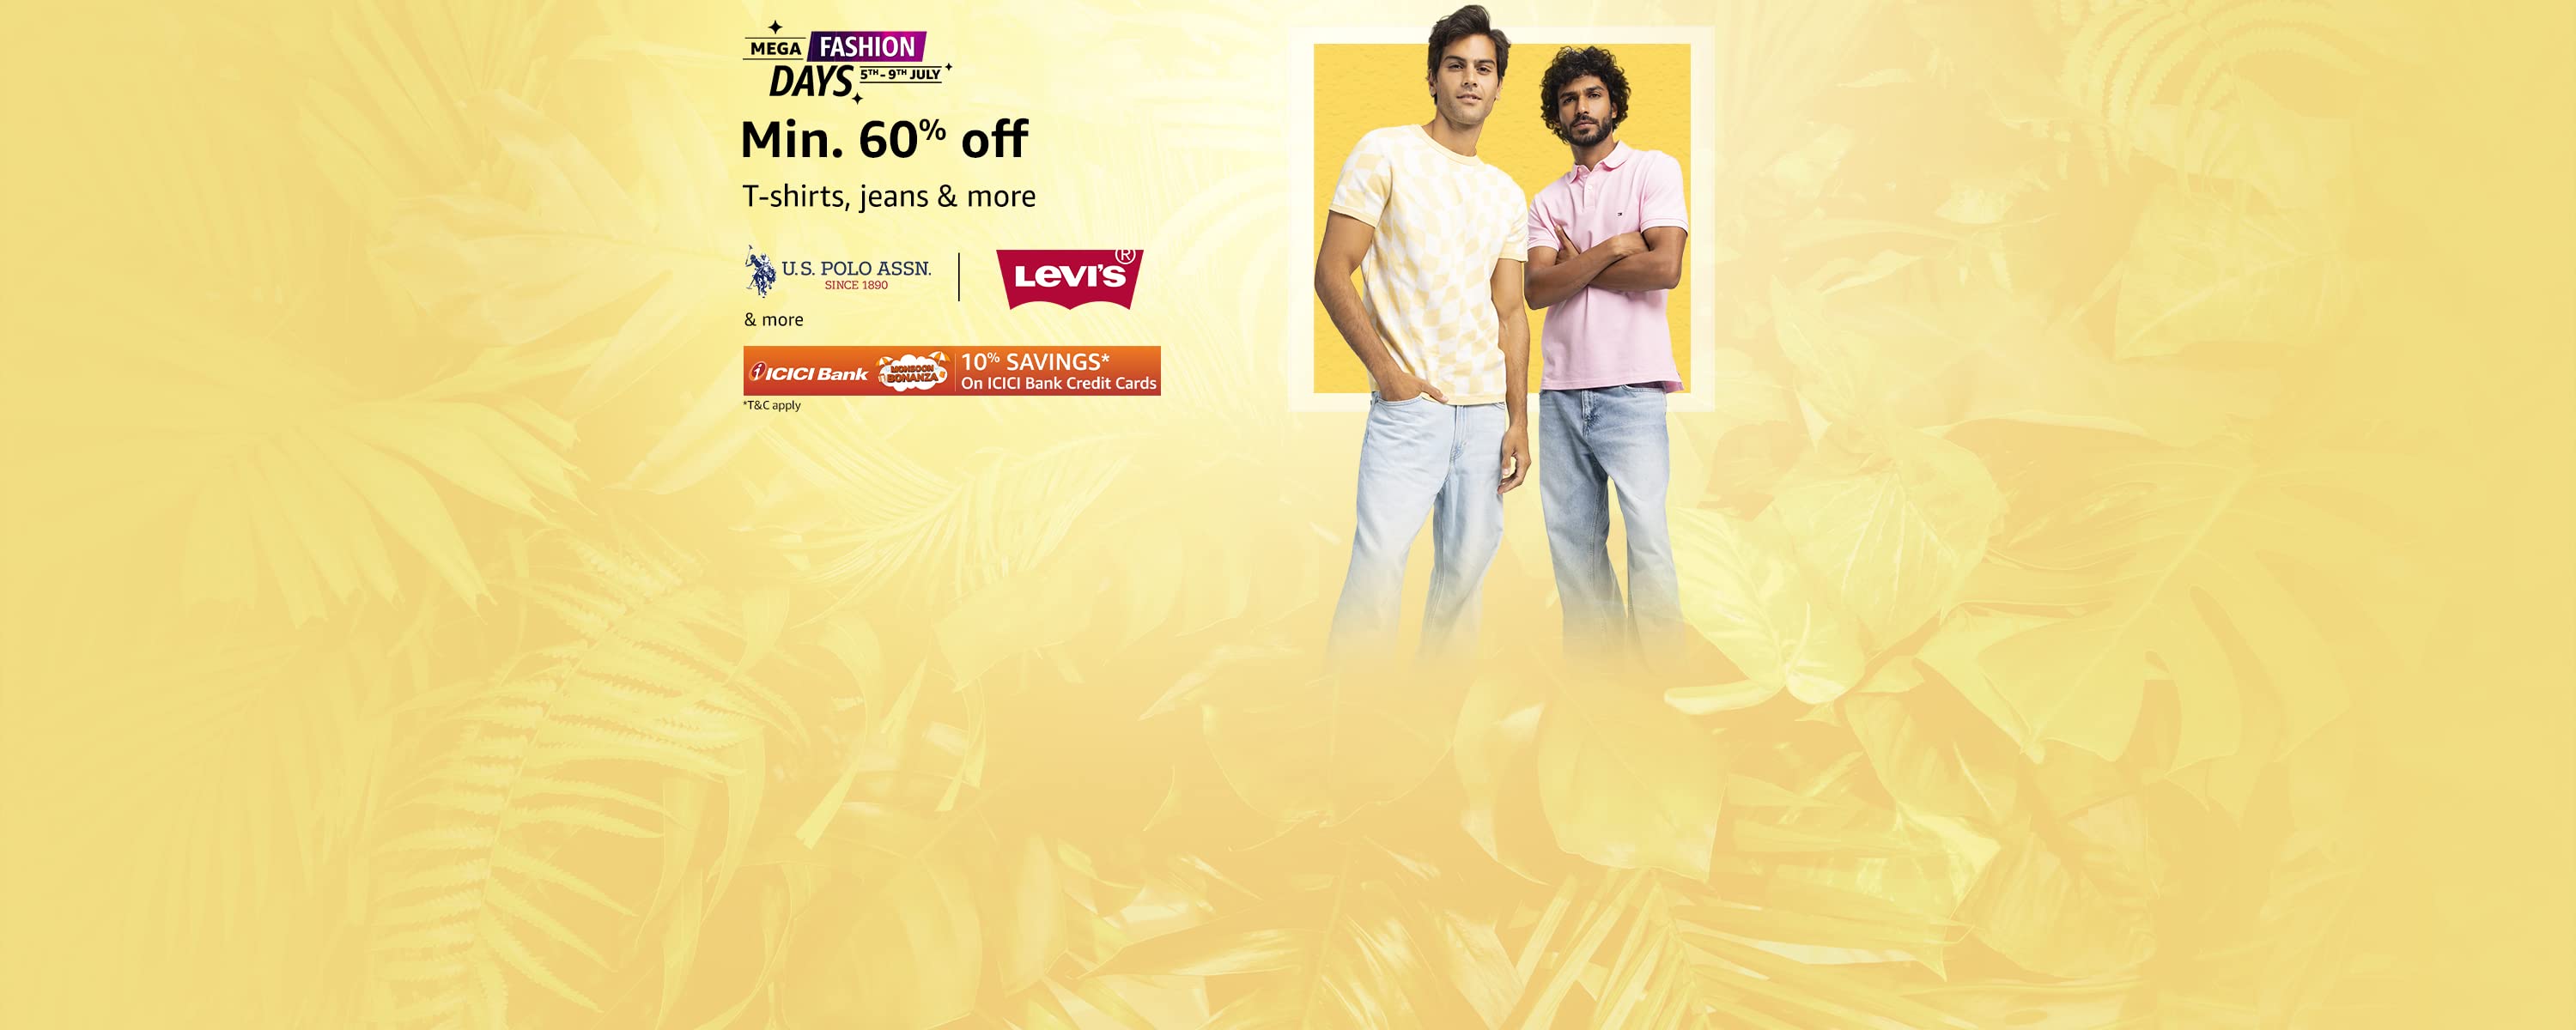 MEGA FASHION
DAYS 5TH - 9TH JULY
Min. 60% off
T-shirts, jeans & more
U.S. POLO ASSN.
SINCE 1890
LEVI'S®
& more
ICICI Bank
MONSOON
BONANZA
10% SAVINGS*
On ICICI Bank Credit Cards
*T&C apply